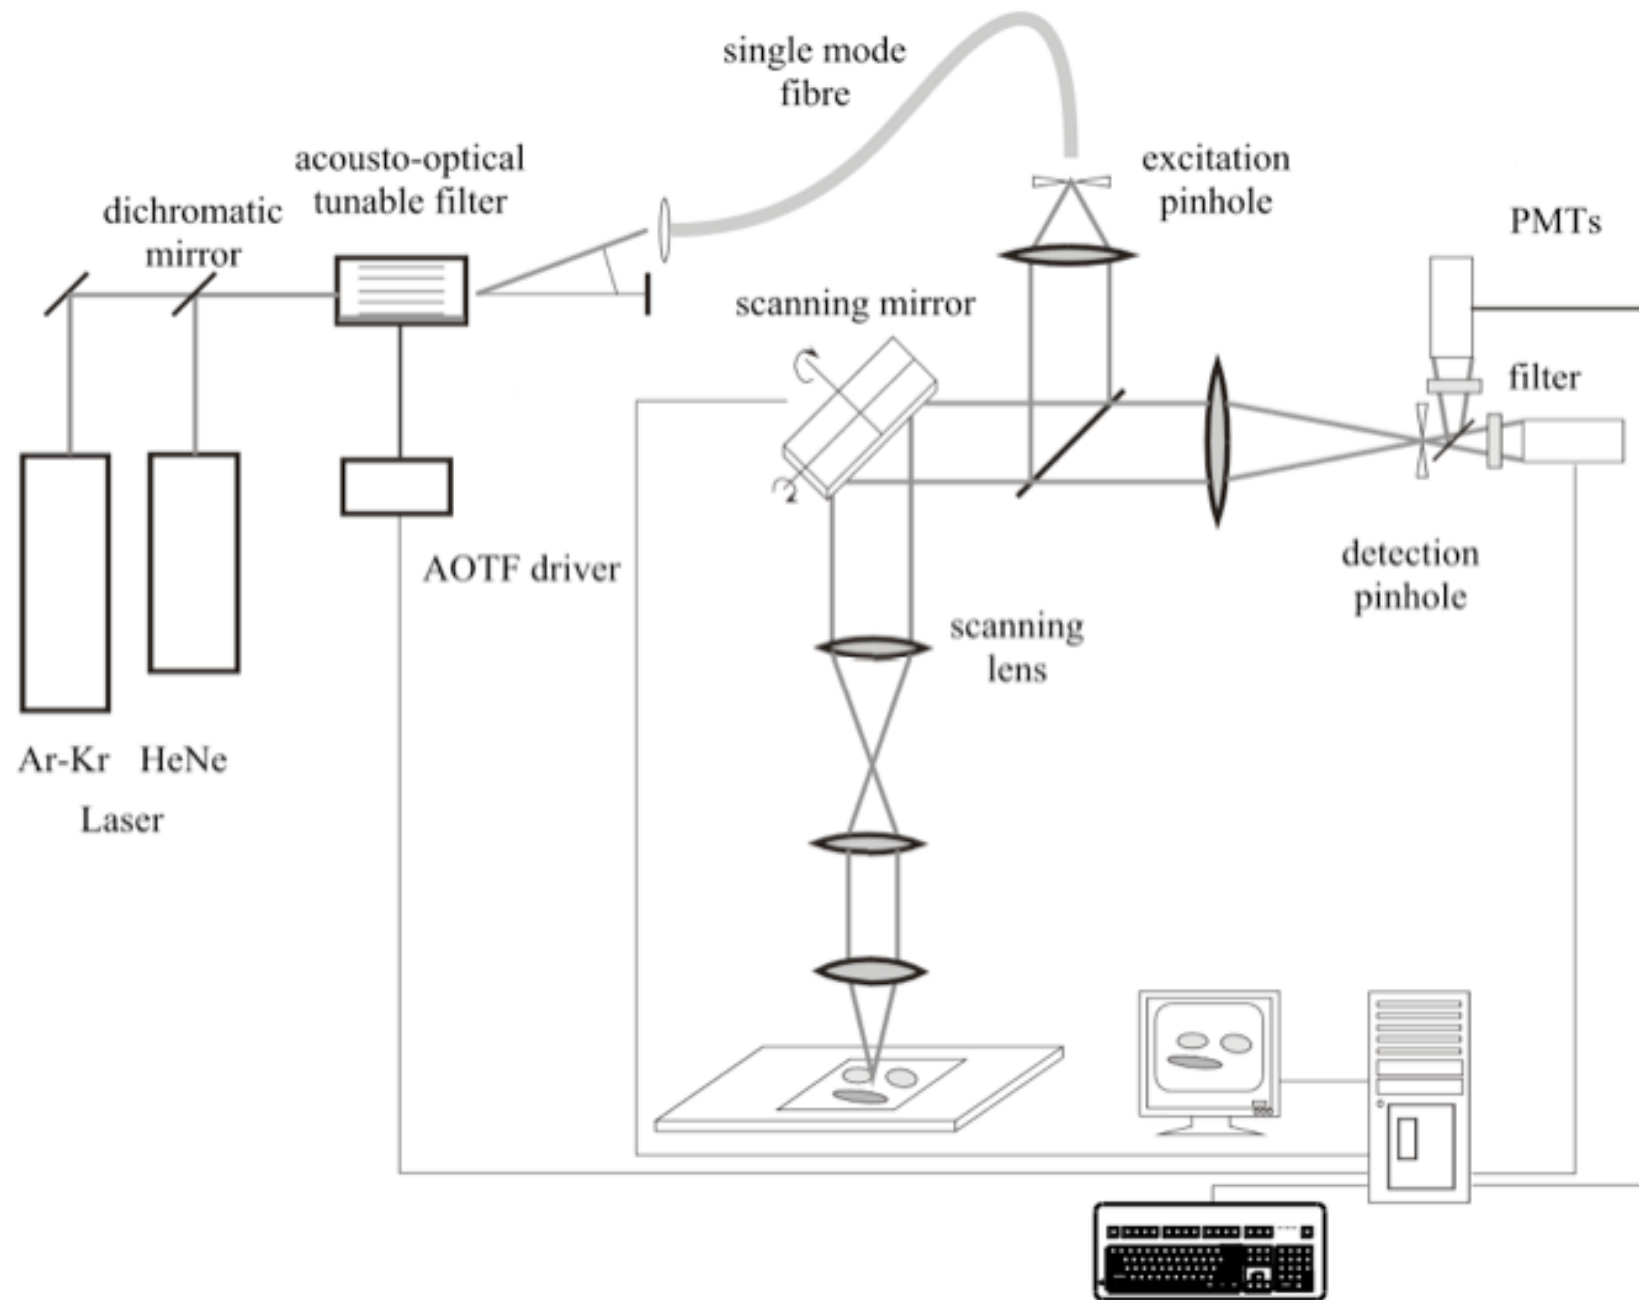 single mode
fibre
acousto-optical
tunable filter
excitation
pinhole
dichromatic
mirror
PMTs
scanning mirror
filter
AOTF driver
detection
pinhole
scanning
lens
Ar-Kr HeNe
Laser